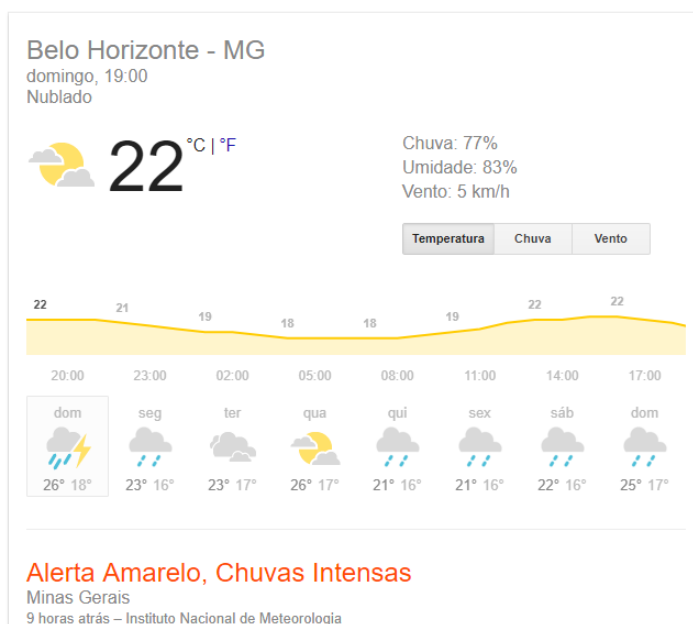 Belo Horizonte - MG
domingo, 19:00
Nublado
22 °C | °F
Chuva: 77%
Umidade: 83%
Vento: 5 km/h
Temperatura Chuva Vento
22 21 19 18 18 19 22 22
20:00 23:00 02:00 05:00 08:00 11:00 14:00 17:00
dom seg ter qua qui sex sáb dom
26° 18° 23° 16° 23° 17° 26° 17° 21° 16° 21° 16° 22° 16° 25° 17°
Alerta Amarelo, Chuvas Intensas
Minas Gerais
9 horas atrás – Instituto Nacional de Meteorologia